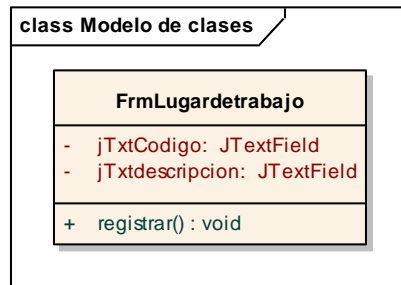 class Modelo de clases
FrmLugardetrabajo
- jTxtCodigo: JTextField
- jTxtdescripcion: JTextField
+ registrar() : void